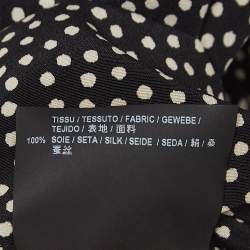 TISSU / TESSUTO / FABRIC / GEWEBE /
TEJIDO / 表地 / 面料
100% SOIE / SETA / SILK / SEIDE / SEDA / 絹 / 桑
蚕丝